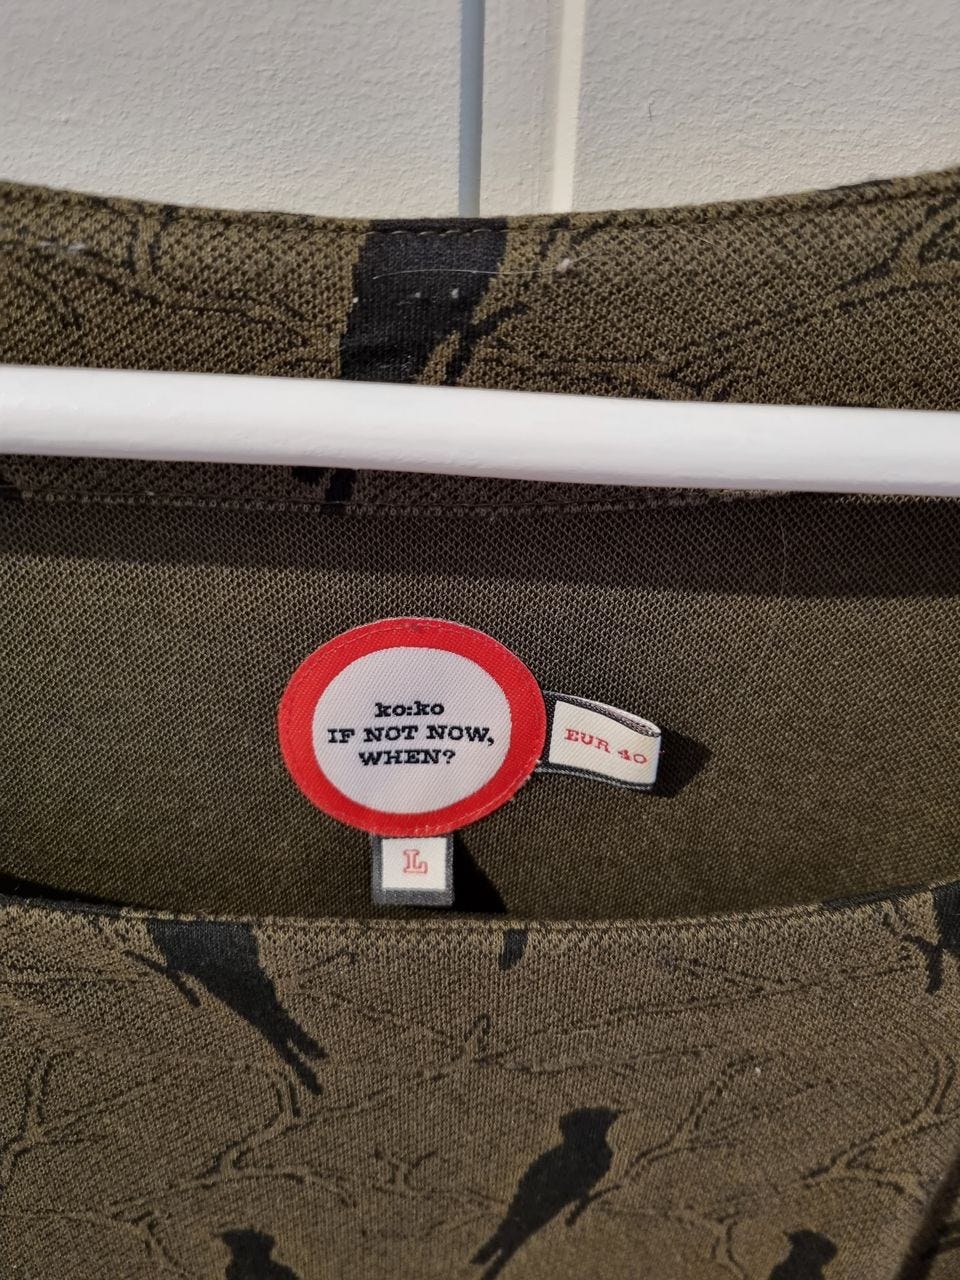 ko:ko
IF NOT NOW,
WHEN?
EUR 40
L